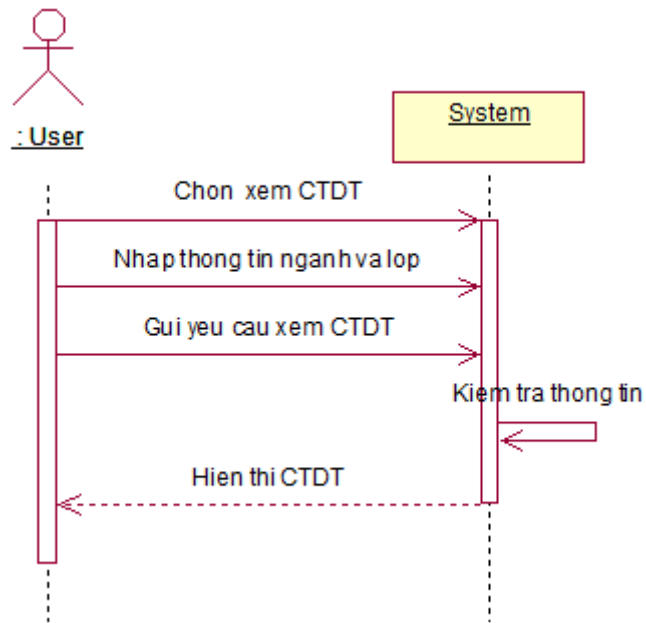 : User
System
Chon xem CTDT
Nhap thong tin nganh va lop
Gui yeu cau xem CTDT
Kiem tra thong tin
Hien thi CTDT